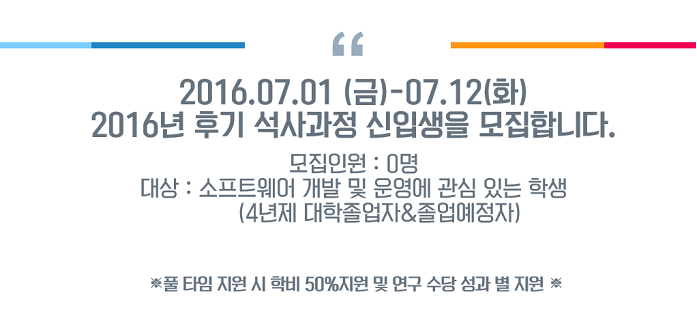 “
2016.07.01 (금)-07.12(화)
2016년 후기 석사과정 신입생을 모집합니다.
모집인원 : 0명
대상 : 소프트웨어 개발 및 운영에 관심 있는 학생
(4년제 대학졸업자&졸업예정자)
※풀 타임 지원 시 학비 50%지원 및 연구 수당 성과 별 지원 ※